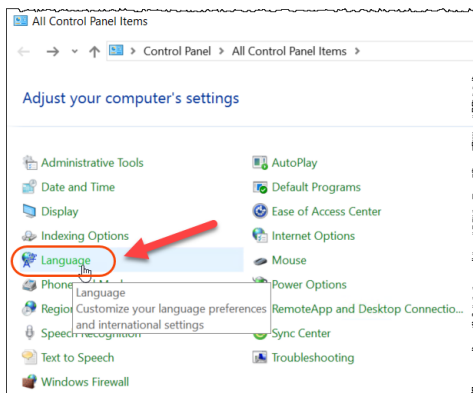 All Control Panel Items
Control Panel > All Control Panel Items >
Adjust your computer's settings
Administrative Tools
AutoPlay
Date and Time
Default Programs
Display
Ease of Access Center
Indexing Options
Internet Options
Language
Mouse
Phone
Power Options
Language
Customize your language preferences
and international settings
Region
RemoteApp and Desktop Connectio...
Speech Recognition
Sync Center
Text to Speech
Troubleshooting
Windows Firewall